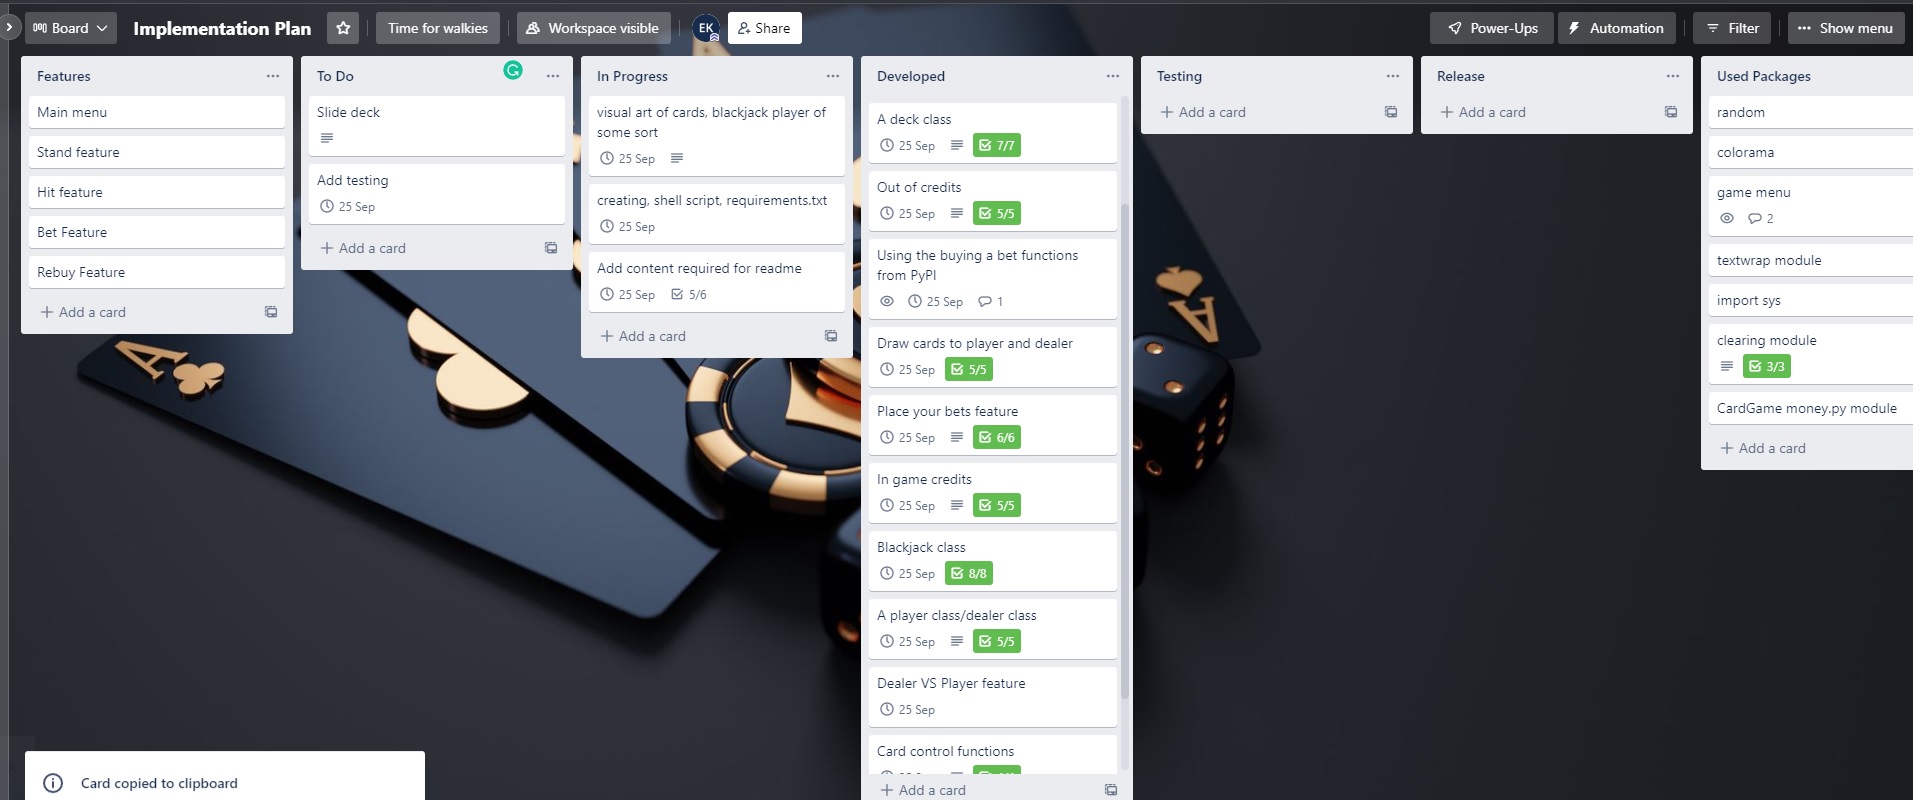 Board
Implementation Plan
Time for walkies
Workspace visible
EK
Share
Power-Ups
Automation
Filter
Show menu
Features
Main menu
Stand feature
Hit feature
Bet Feature
Rebuy Feature
Add a card
To Do
Slide deck
Add testing
25 Sep
Add a card
In Progress
visual art of cards, blackjack player of
some sort
25 Sep
creating, shell script, requirements.txt
25 Sep
Add content required for readme
25 Sep 5/6
Add a card
Developed
A deck class
25 Sep 7/7
Out of credits
25 Sep 5/5
Using the buying a bet functions
from PyPI
25 Sep 1
Draw cards to player and dealer
25 Sep 5/5
Place your bets feature
25 Sep 6/6
In game credits
25 Sep 5/5
Blackjack class
25 Sep 8/8
A player class/dealer class
25 Sep 5/5
Dealer VS Player feature
25 Sep
Card control functions
Add a card
Testing
Add a card
Release
Add a card
Used Packages
random
colorama
game menu
2
textwrap module
import sys
clearing module
3/3
CardGame money.py module
Add a card
A
A
Card copied to clipboard